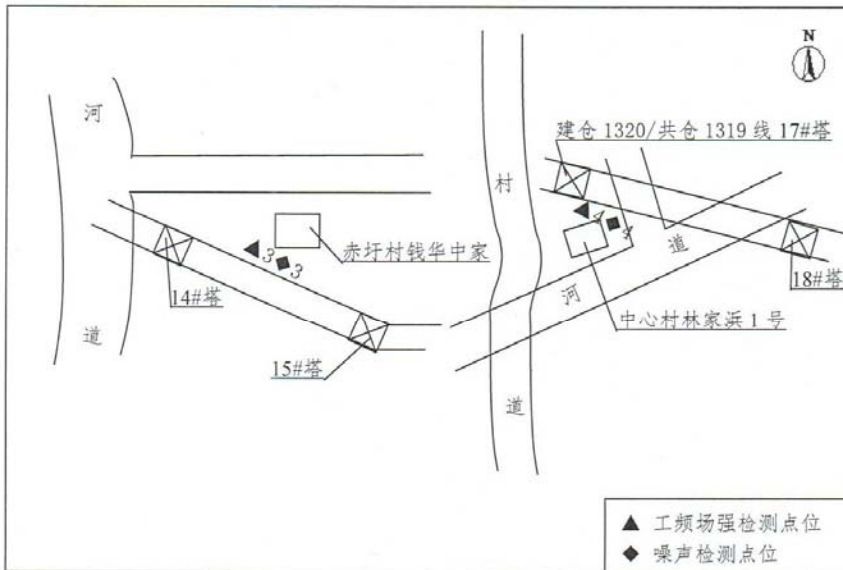 N
建仓 1320/共仓 1319 线 17#塔
河
村
赤圩村钱华中家
3
3
4
4
道
18#塔
14#塔
河
中心村林家浜 1 号
道
15#塔
道
▲ 工频场强检测点位
◆ 噪声检测点位